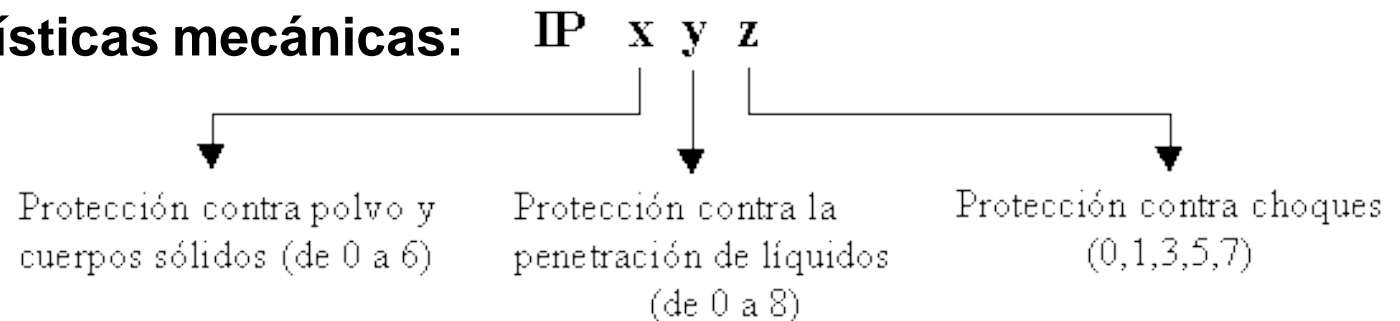 ísticas mecánicas: IP x y z
Protección contra polvo y
cuerpos sólidos (de 0 a 6)
Protección contra la
penetración de líquidos
(de 0 a 8)
Protección contra choques
(0,1,3,5,7)